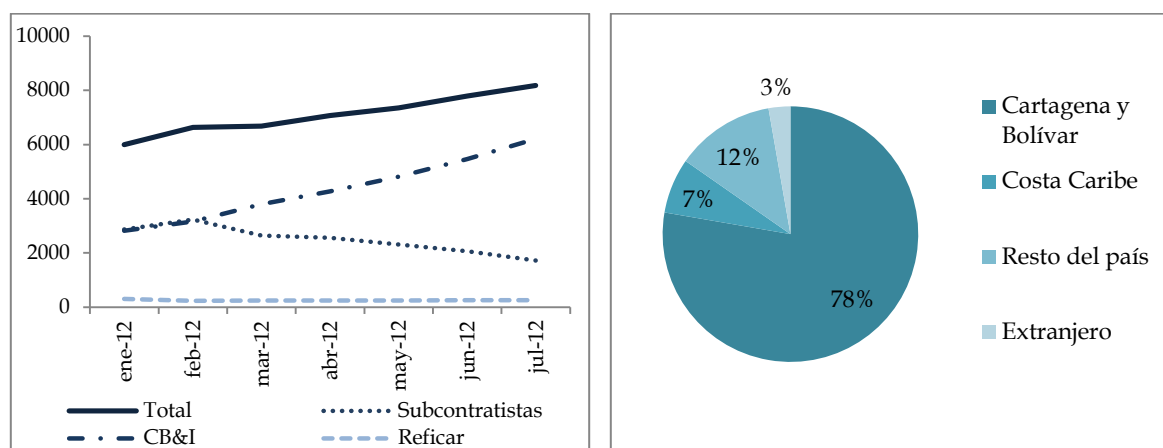 10000
8000
6000
4000
2000
0
ene-12
feb-12
mar-12
abr-12
may-12
jun-12
jul-12
Total
Subcontratistas
CB&I
Reficar
3%
12%
7%
78%
Cartagena y
Bolívar
Costa Caribe
Resto del país
Extranjero